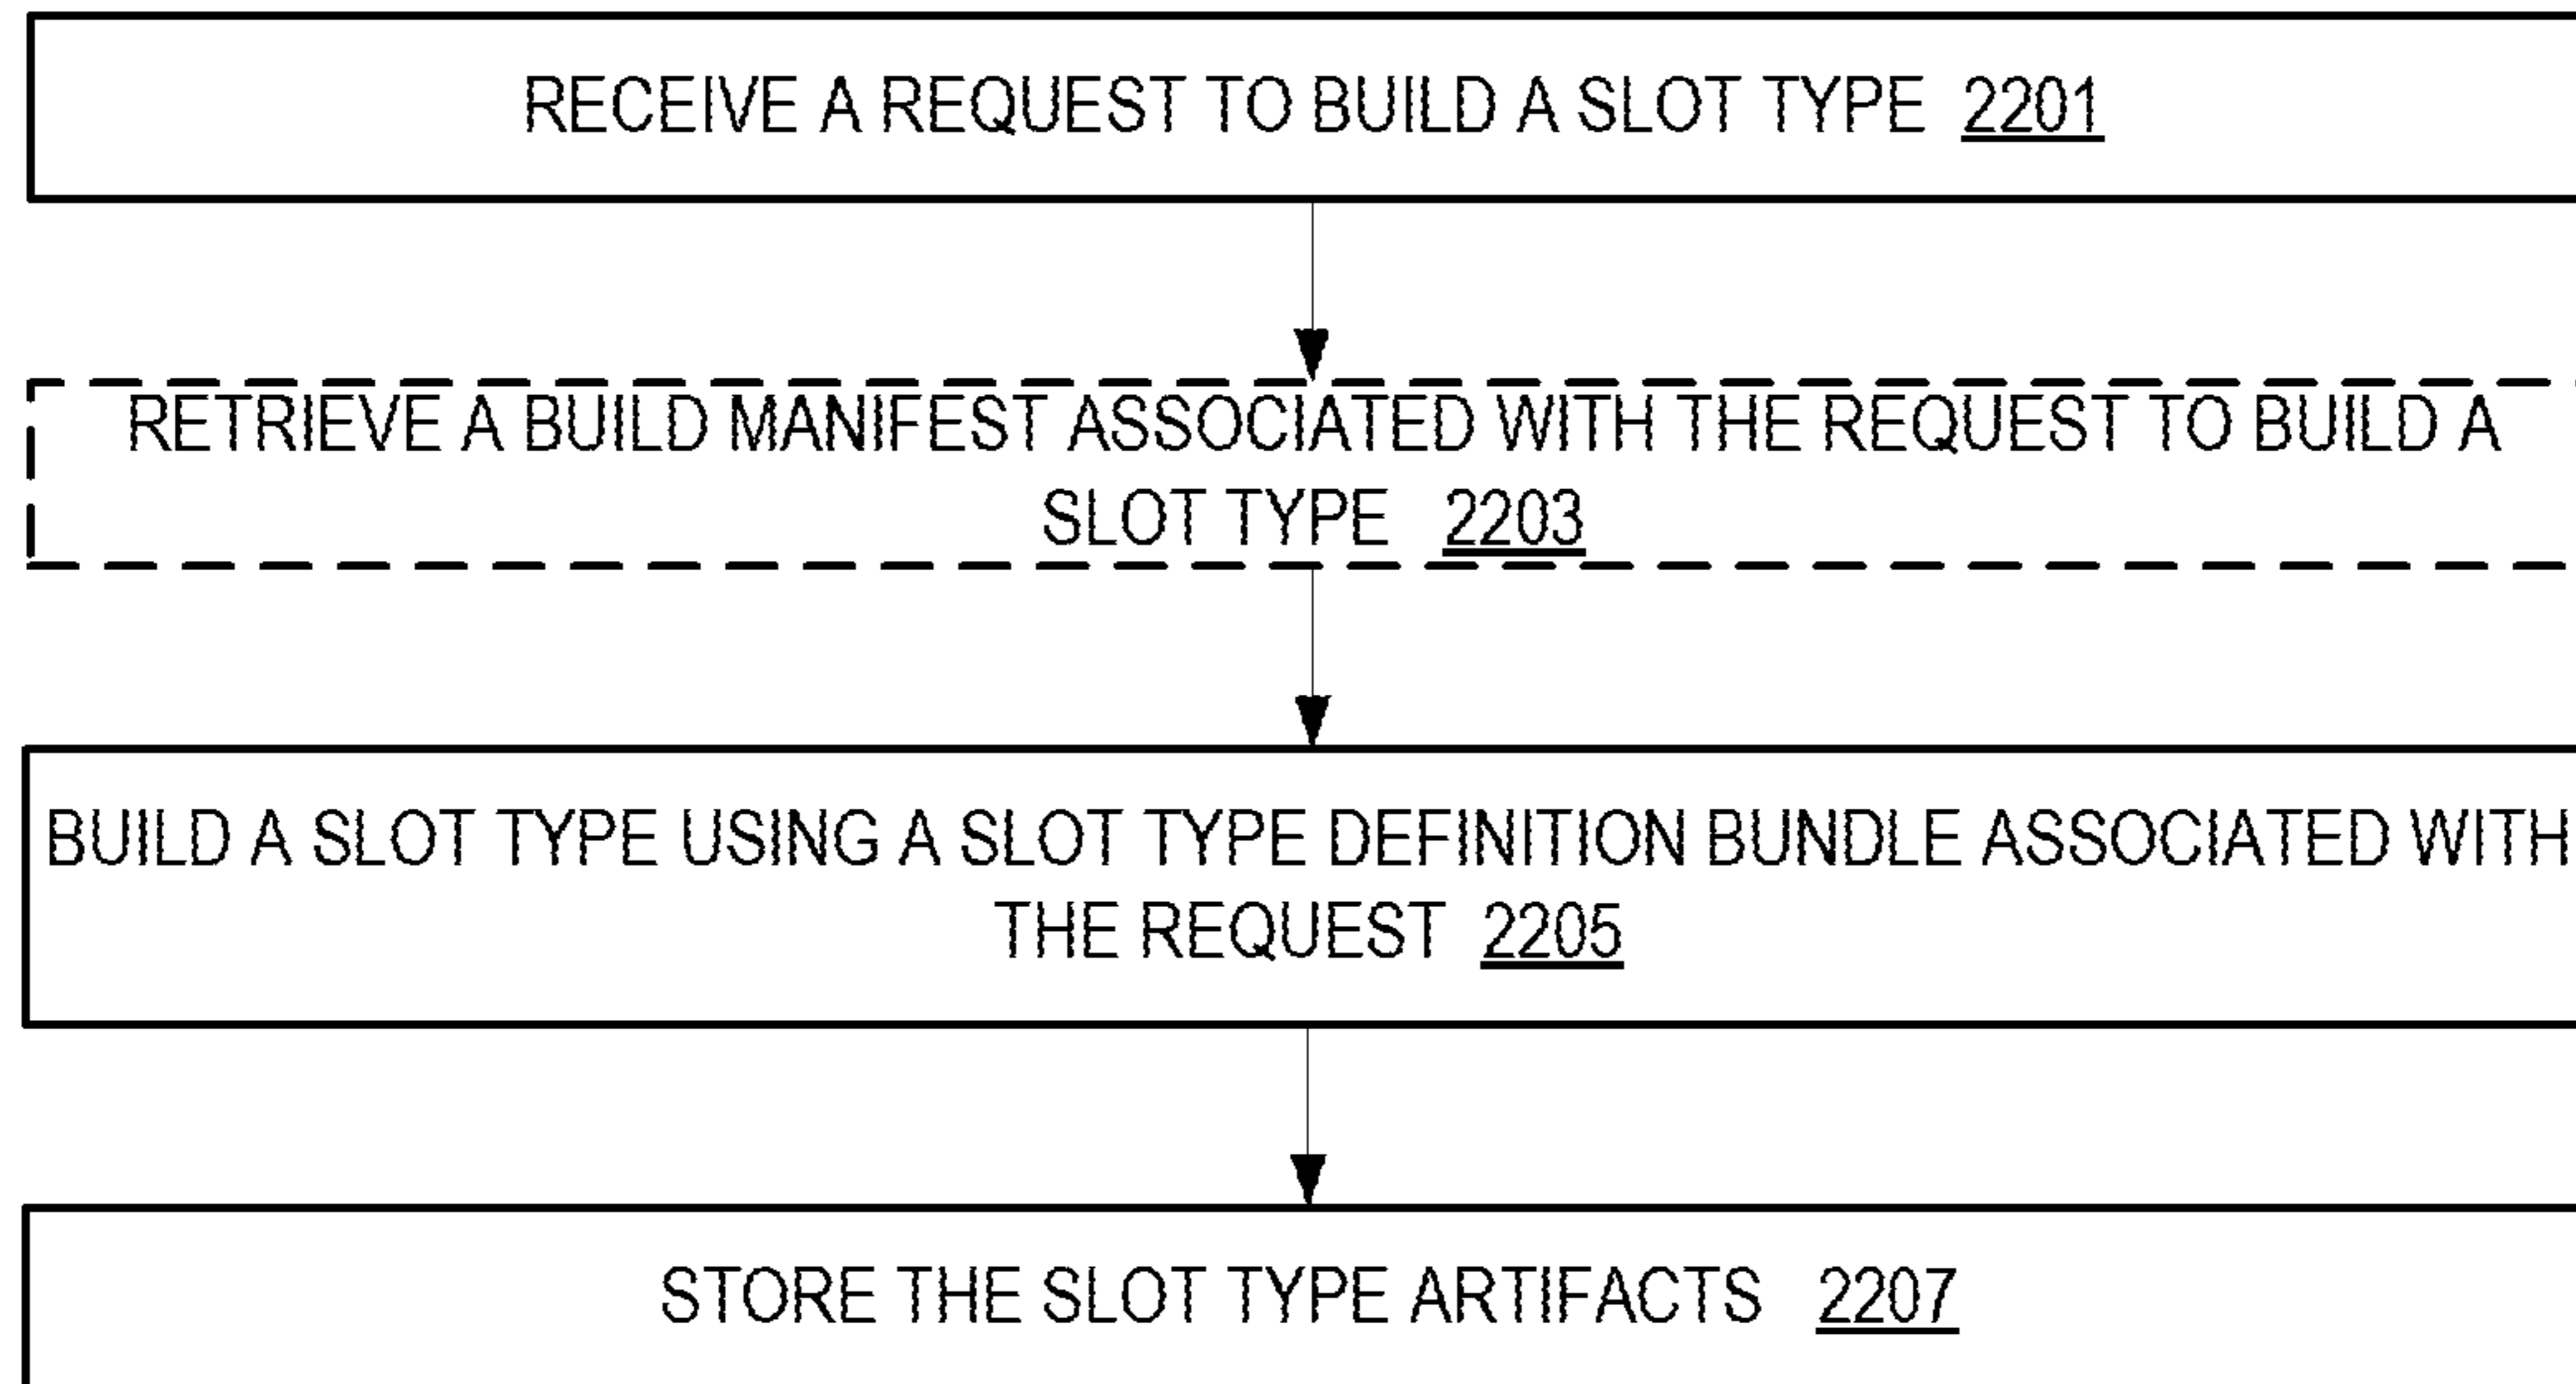 RECEIVE A REQUEST TO BUILD A SLOT TYPE 2201
RETRIEVE A BUILD MANIFEST ASSOCIATED WITH THE REQUEST TO BUILD A
SLOT TYPE 2203
BUILD A SLOT TYPE USING A SLOT TYPE DEFINITION BUNDLE ASSOCIATED WITH
THE REQUEST 2205
STORE THE SLOT TYPE ARTIFACTS 2207